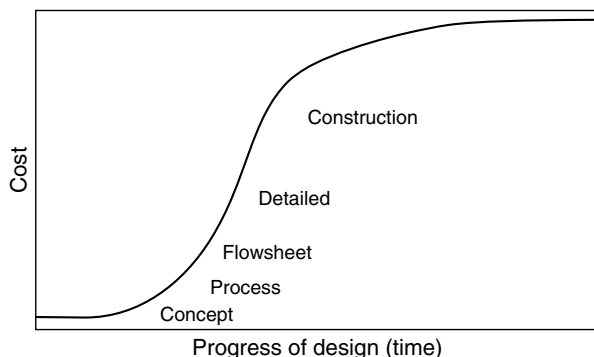 Cost
Construction
Detailed
Flowsheet
Process
Concept
Progress of design (time)